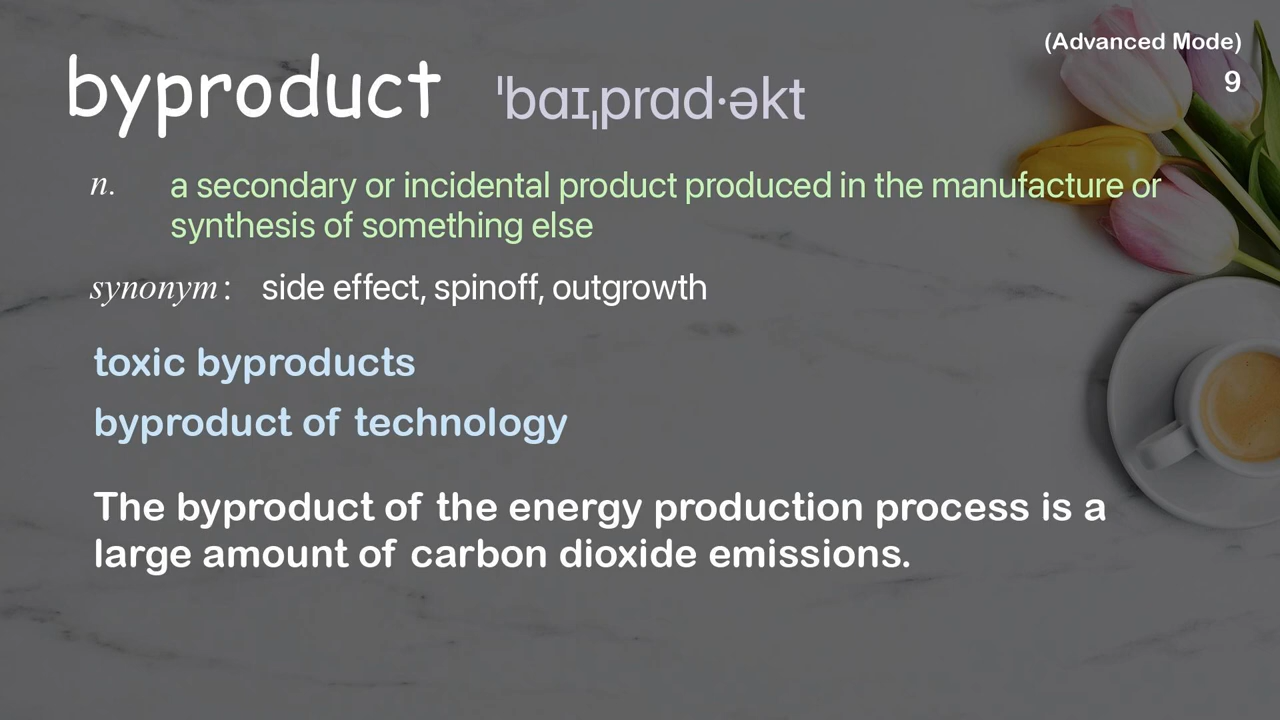 (Advanced Mode)
9
byproduct ˈbaɪˌprɑd·əkt
n. a secondary or incidental product produced in the manufacture or
synthesis of something else
synonym: side effect, spinoff, outgrowth
toxic byproducts
byproduct of technology
The byproduct of the energy production process is a
large amount of carbon dioxide emissions.